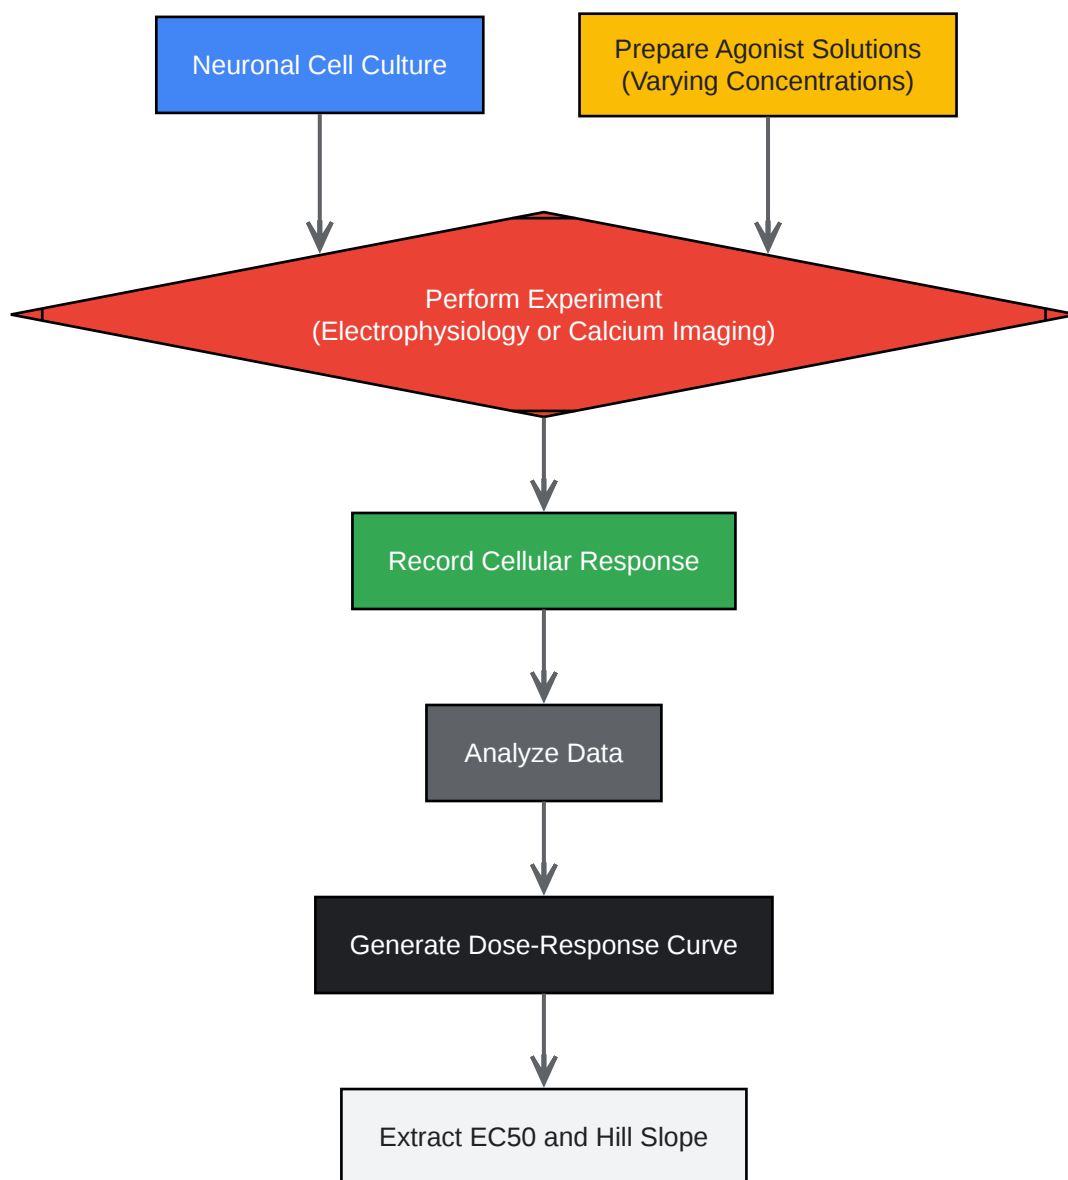 Neuronal Cell Culture
Prepare Agonist Solutions
(Varying Concentrations)
Perform Experiment
(Electrophysiology or Calcium Imaging)
Record Cellular Response
Analyze Data
Generate Dose-Response Curve
Extract EC50 and Hill Slope